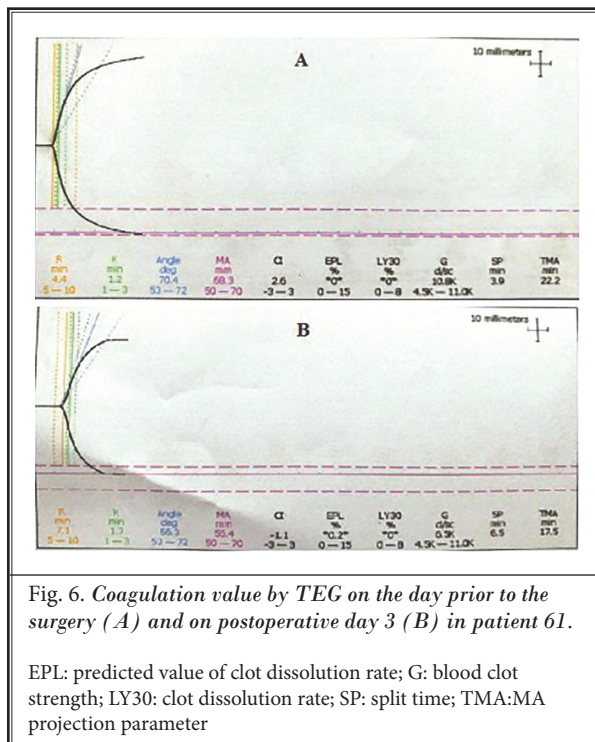 10 millimeters
A
R K Angle MA CI EPL LY30 G SP TMA
min min deg mm % % d/sc min min
4.4 1.2 70.4 68.3 2.6 "0" "0" 10.8K 3.9 22.2
5—10 1—3 53—72 50—70 -3—3 0—15 0—8 4.5K—11.0K
10 millimeters
B
R K Angle MA CI EPL LY30 G SP TMA
min min deg mm % % d/sc min min
7.1 55.4 -1.1 "0.2" "0" 6.5 17.5
5—10 1—3 53—72 50—70 -3—3 0—15 0—8 4.5K—11.0K
Fig. 6. Coagulation value by TEG on the day prior to the
surgery (A) and on postoperative day 3 (B) in patient 61.
EPL: predicted value of clot dissolution rate; G: blood clot
strength; LY30: clot dissolution rate; SP: split time; TMA:MA
projection parameter